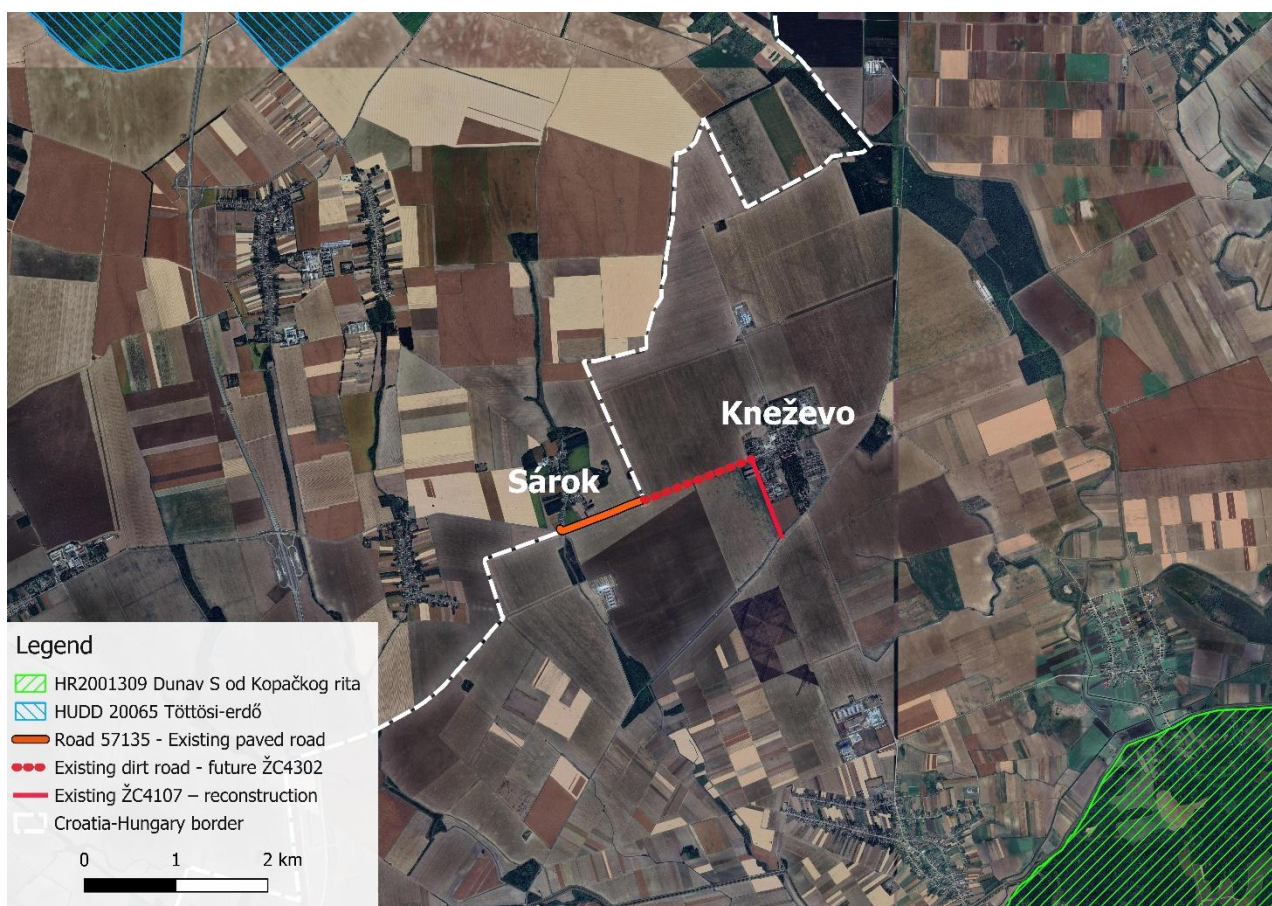 Kneževo
Sárok
Legend
HR2001309 Dunav S od Kopačkog rita
HUDD 20065 Töttösi-erdő
Road 57135 - Existing paved road
Existing dirt road - future ŽC4302
Existing ŽC4107 – reconstruction
Croatia-Hungary border
0 1 2 km